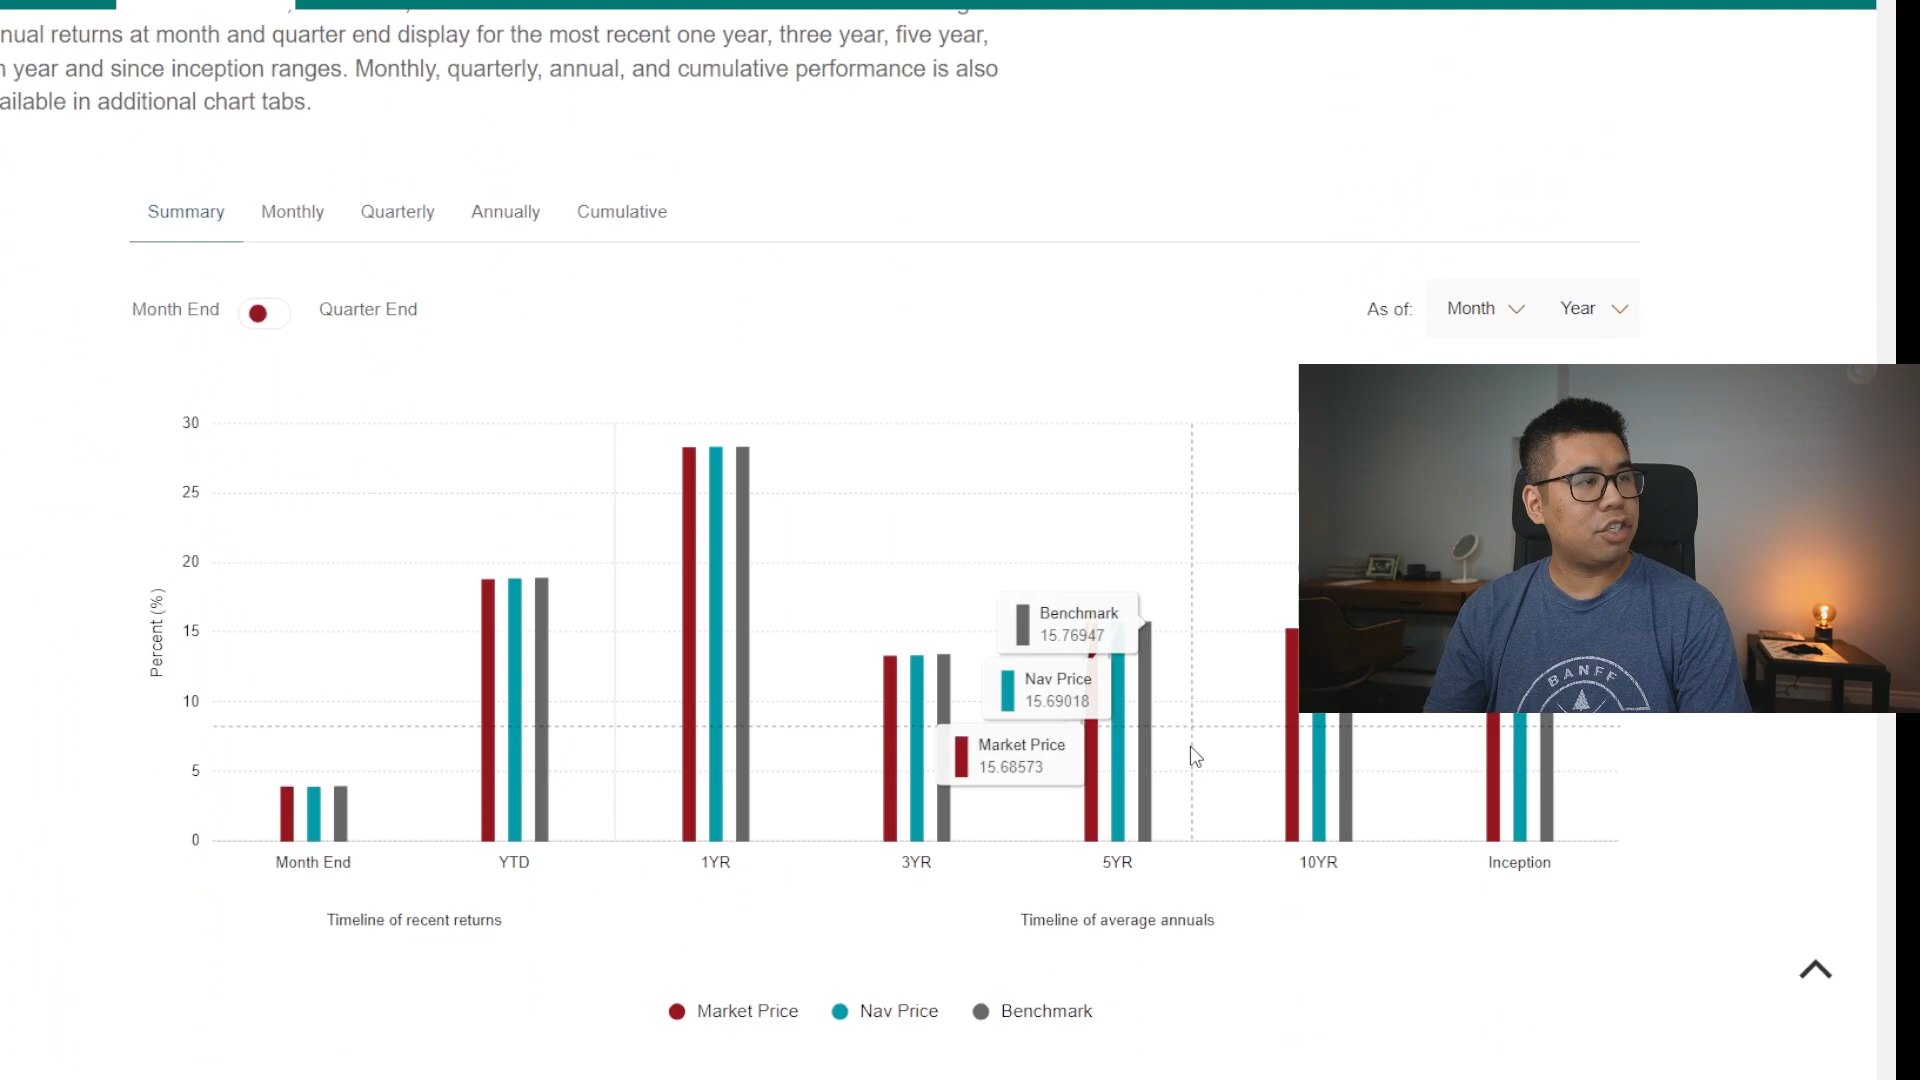 nual returns at month and quarter end display for the most recent one year, three year, five year,
year and since inception ranges. Monthly, quarterly, annual, and cumulative performance is also
ailable in additional chart tabs.
Summary Monthly Quarterly Annually Cumulative
Month End Quarter End As of: Month Year
30
25
20
15
10
5
0
Percent (%)
Benchmark
15.76947
Nav Price
15.69018
Market Price
15.68573
BANFF
Month End YTD 1YR 3YR 5YR 10YR Inception
Timeline of recent returns Timeline of average annuals
Market Price Nav Price Benchmark